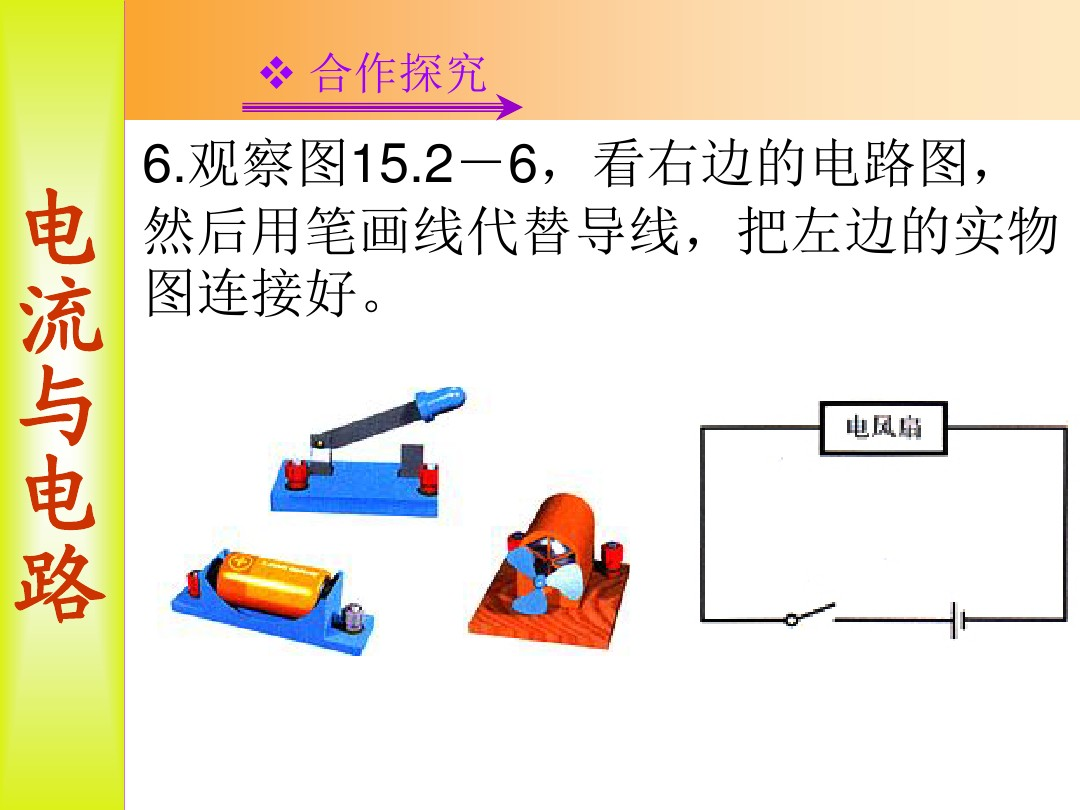 ❖ 合作探究
电流与电路
6.观察图15.2－6，看右边的电路图，
然后用笔画线代替导线，把左边的实物
图连接好。
电风扇